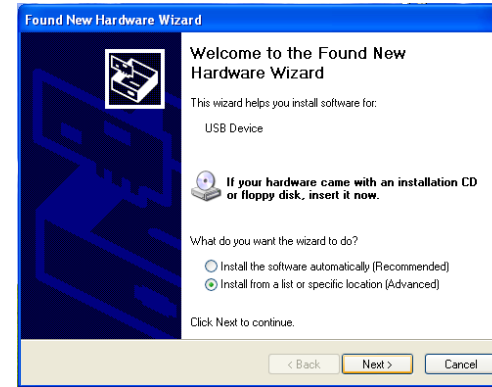 Found New Hardware Wizard
Welcome to the Found New
Hardware Wizard
This wizard helps you install software for:
USB Device
If your hardware came with an installation CD
or floppy disk, insert it now.
What do you want the wizard to do?
Install the software automatically (Recommended)
Install from a list or specific location (Advanced)
Click Next to continue.
< Back
Next >
Cancel